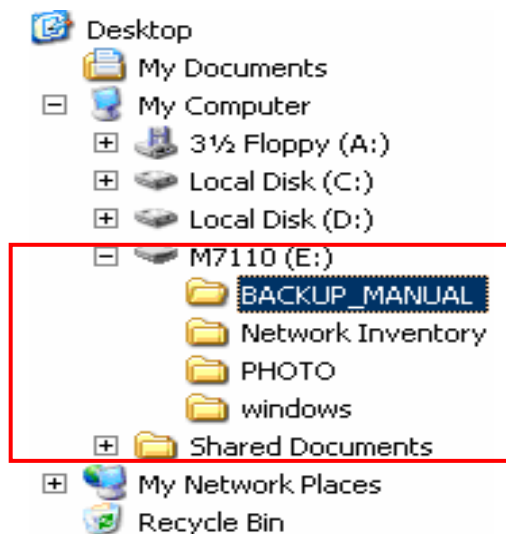 Desktop
My Documents
My Computer
3½ Floppy (A:)
Local Disk (C:)
Local Disk (D:)
M7110 (E:)
BACKUP_MANUAL
Network Inventory
PHOTO
windows
Shared Documents
My Network Places
Recycle Bin